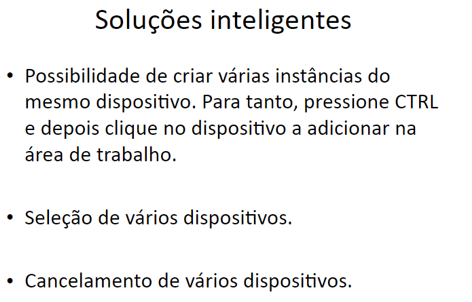 Soluções inteligentes
• Possibilidade de criar várias instâncias do
mesmo dispositivo. Para tanto, pressione CTRL
e depois clique no dispositivo a adicionar na
área de trabalho.
• Seleção de vários dispositivos.
• Cancelamento de vários dispositivos.